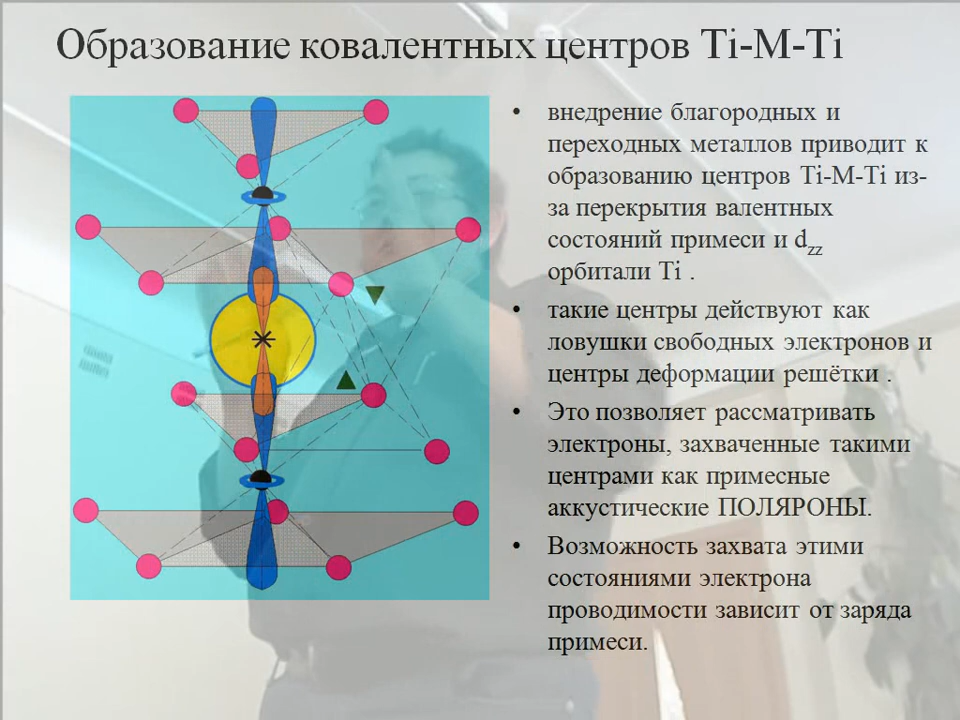 Образование ковалентных центров Ti-M-Ti
• внедрение благородных и
переходных металлов приводит к
образованию центров Ti-M-Ti из-
за перекрытия валентных
состояний примеси и dzz
орбитали Ti .
• такие центры действуют как
ловушки свободных электронов и
центры деформации решётки .
• Это позволяет рассматривать
электроны, захваченные такими
центрами как примесные
аккустические ПОЛЯРОНЫ.
• Возможность захвата этими
состояниями электрона
проводимости зависит от заряда
примеси.